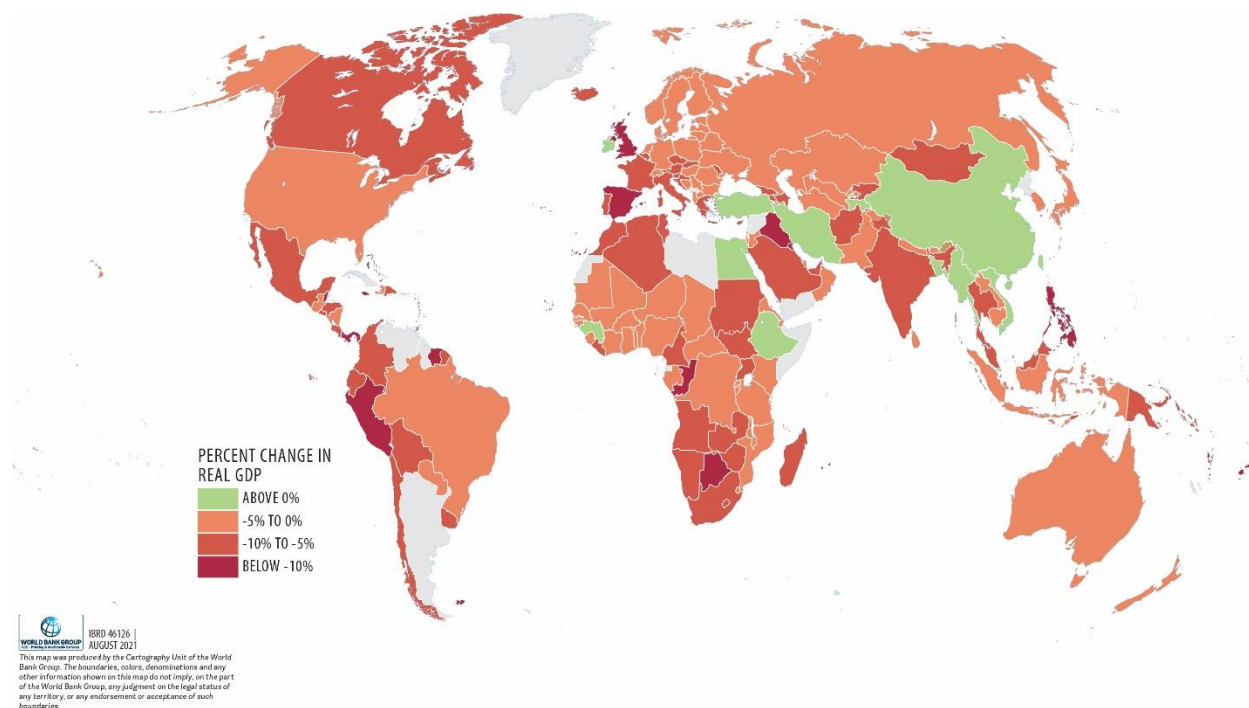 PERCENT CHANGE IN
REAL GDP
ABOVE 0%
-5% TO 0%
-10% TO -5%
BELOW -10%
WORLD BANK GROUP
IBRD 46126 |
AUGUST 2021
This map was produced by the Cartography Unit of the World
Bank Group. The boundaries, colors, denominations and any
other information shown on this map do not imply, on the part
of the World Bank Group, any judgment on the legal status of
any territory, or any endorsement or acceptance of such
boundaries.